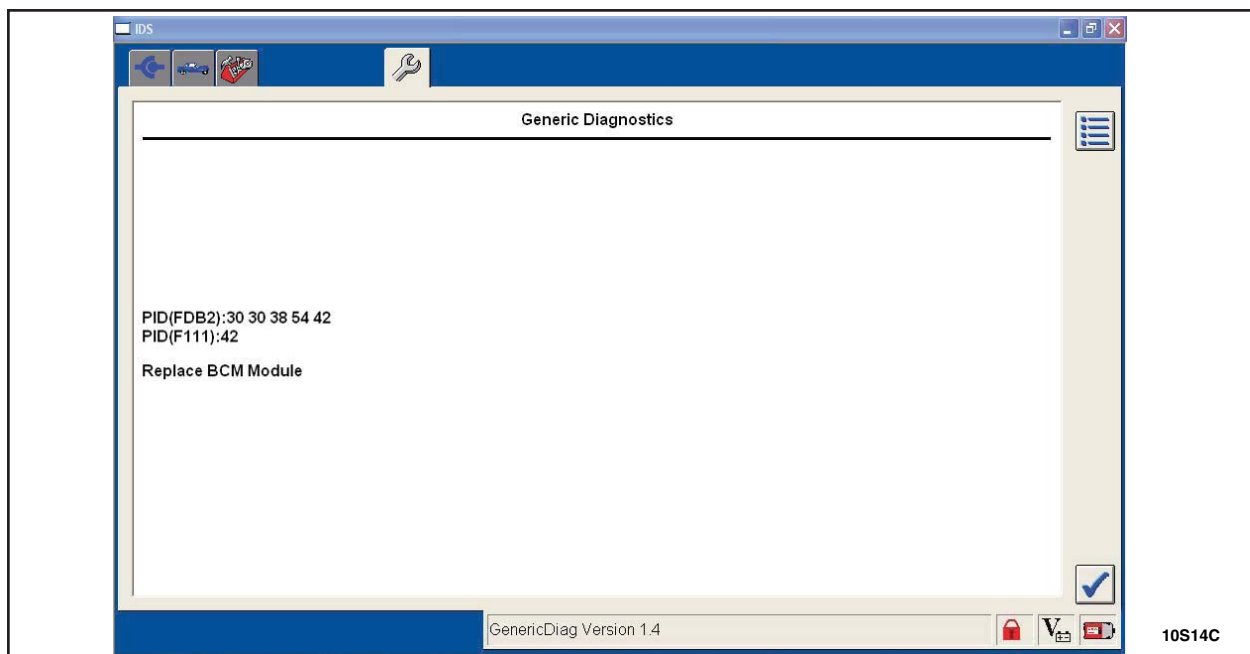 IDS
Generic Diagnostics
PID(FDB2):30 30 38 54 42
PID(F111):42
Replace BCM Module
GenericDiag Version 1.4
V
10S14C